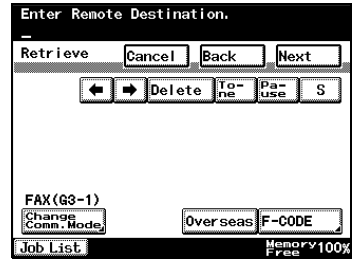 Enter Remote Destination.
Retrieve Cancel Back Next
Delete To-ne Pa-use S
FAX(G3-1)
Change Comm.Mode Overseas F-CODE
Job List Memory Free 100%